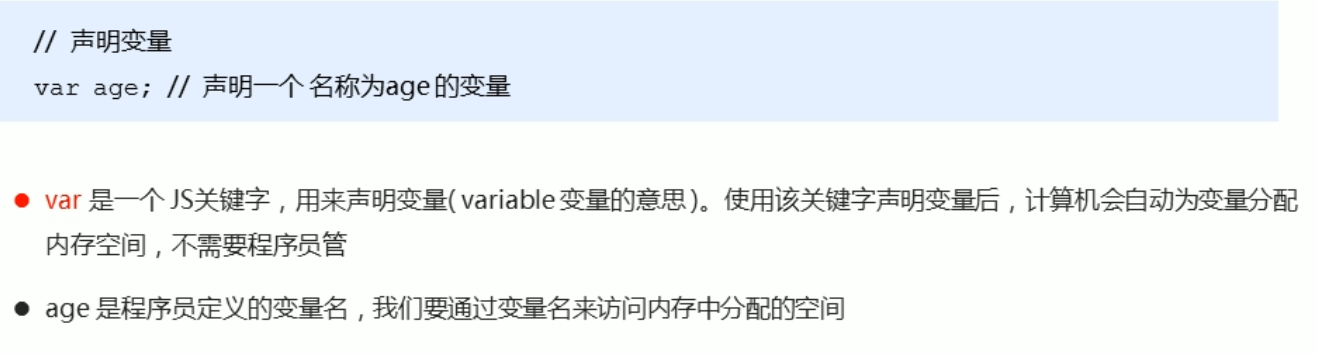 // 声明变量
var age; // 声明一个 名称为age 的变量
● var 是一个 JS关键字，用来声明变量( variable 变量的意思 )。使用该关键字声明变量后，计算机会自动为变量分配
内存空间，不需要程序员管
● age 是程序员定义的变量名，我们要通过变量名来访问内存中分配的空间